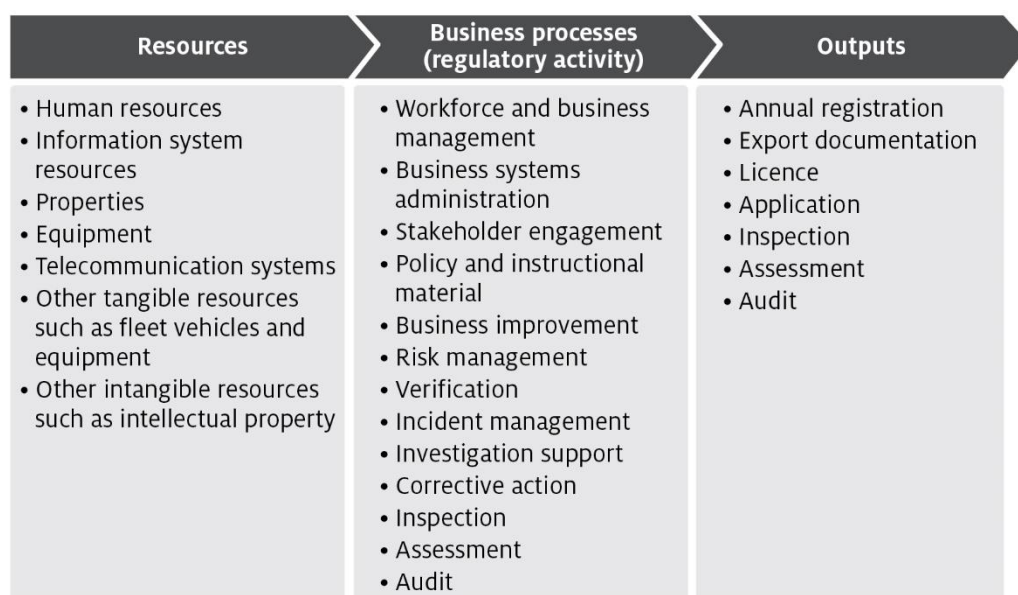 Resources
Business processes
(regulatory activity)
Outputs
• Human resources
• Information system
resources
• Properties
• Equipment
• Telecommunication systems
• Other tangible resources
such as fleet vehicles and
equipment
• Other intangible resources
such as intellectual property
• Workforce and business
management
• Business systems
administration
• Stakeholder engagement
• Policy and instructional
material
• Business improvement
• Risk management
• Verification
• Incident management
• Investigation support
• Corrective action
• Inspection
• Assessment
• Audit
• Annual registration
• Export documentation
• Licence
• Application
• Inspection
• Assessment
• Audit